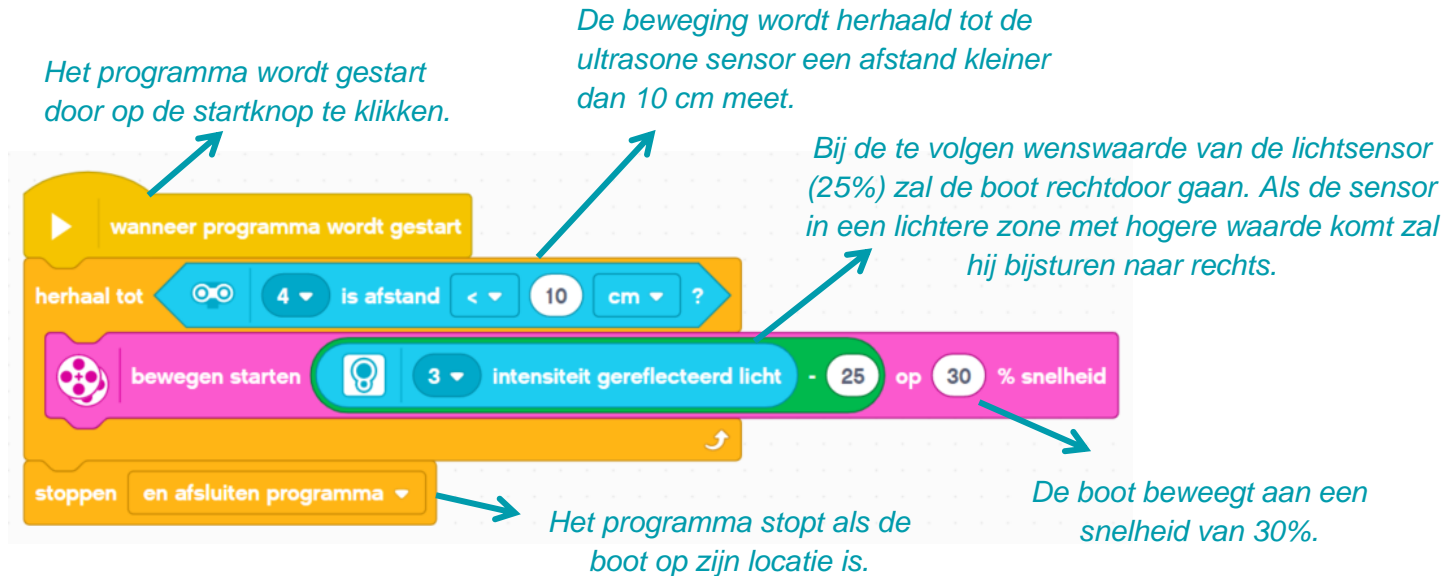 De beweging wordt herhaald tot de
ultrasone sensor een afstand kleiner
dan 10 cm meet.
Het programma wordt gestart
door op de startknop te klikken.
Bij de te volgen wenswaarde van de lichtsensor
(25%) zal de boot rechtdoor gaan. Als de sensor
in een lichtere zone met hogere waarde komt zal
hij bijsturen naar rechts.
wanneer programma wordt gestart
herhaal tot 4 is afstand < 10 cm ?
bewegen starten 3 intensiteit gereflecteerd licht - 25 op 30 % snelheid
stoppen en afsluiten programma
De boot beweegt aan een
snelheid van 30%.
Het programma stopt als de
boot op zijn locatie is.